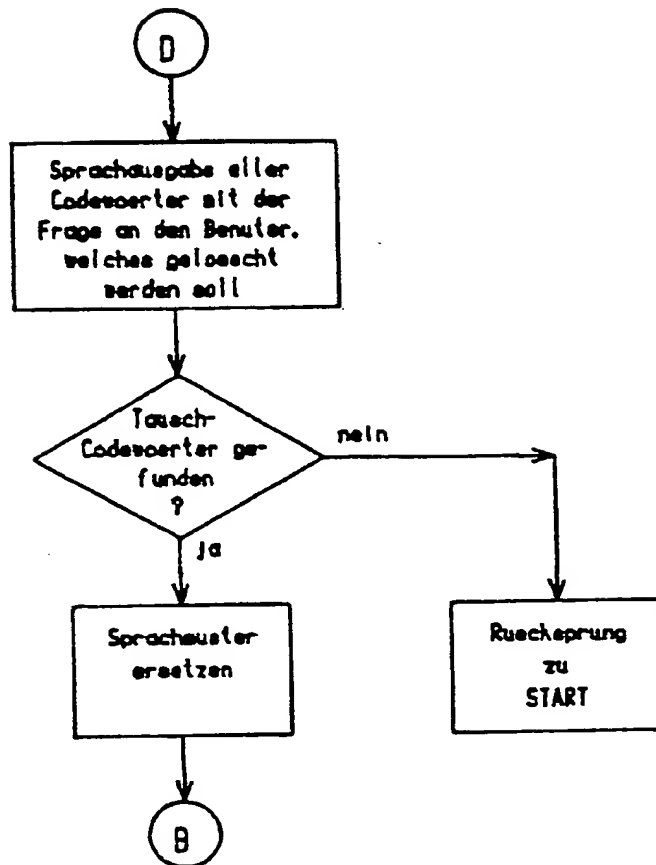 D
Sprachausgabe aller
Codewoerter mit der
Frage an den Benuter,
welches geloescht
werden soll
Tausch-
Codewoerter ge-
funden
?
nein
ja
Sprachmuster
ersetzen
Ruecksprung
zu
START
B